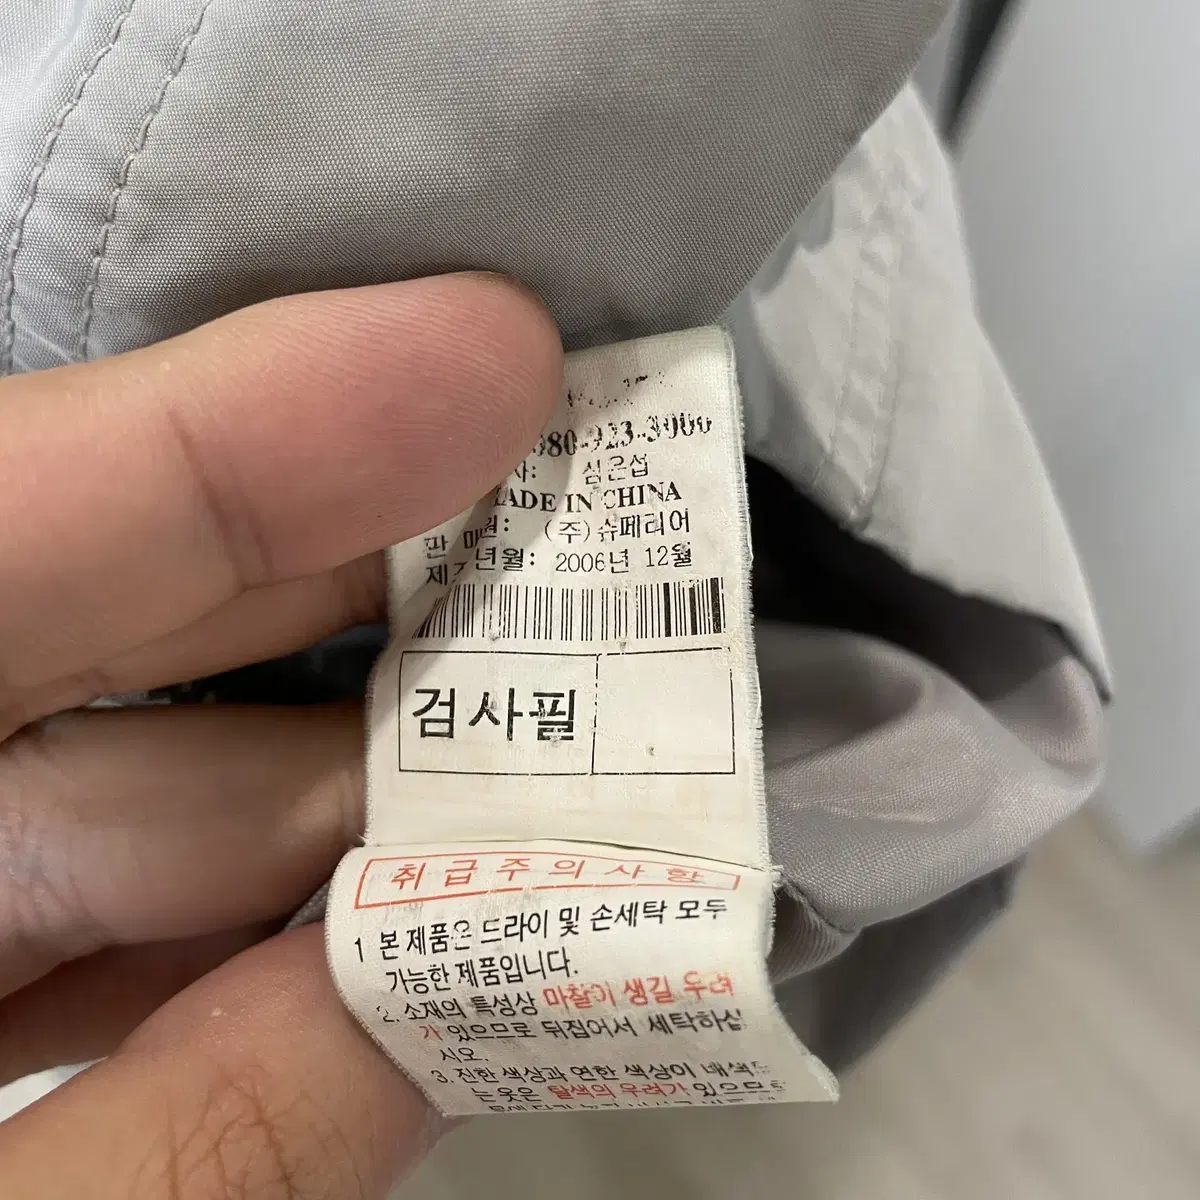 080-923-3000
자: 심은섭
MADE IN CHINA
판매원: (주)슈페리어
제조년월: 2006년 12월
검사필
취급주의사항
1 본 제품은 드라이 및 손세탁 모두
가능한 제품입니다.
2. 소재의 특성상 마찰이 생길 우려
가 있으므로 뒤집어서 세탁하십
시오.
3. 진한 색상과 연한 색상이 배색된
는 옷은 탈색의 우려가 있으므로